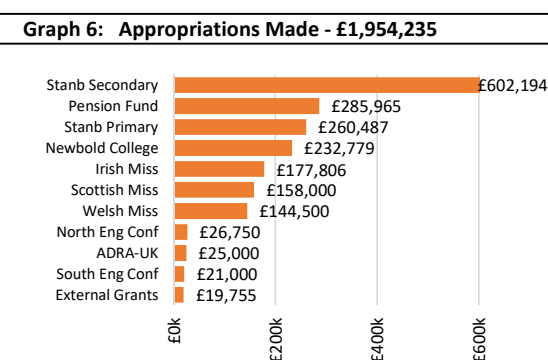 Graph 6: Appropriations Made - £1,954,235
Stanb Secondary £602,194
Pension Fund £285,965
Stanb Primary £260,487
Newbold College £232,779
Irish Miss £177,806
Scottish Miss £158,000
Welsh Miss £144,500
North Eng Conf £26,750
ADRA-UK £25,000
South Eng Conf £21,000
External Grants £19,755
£0k £200k £400k £600k